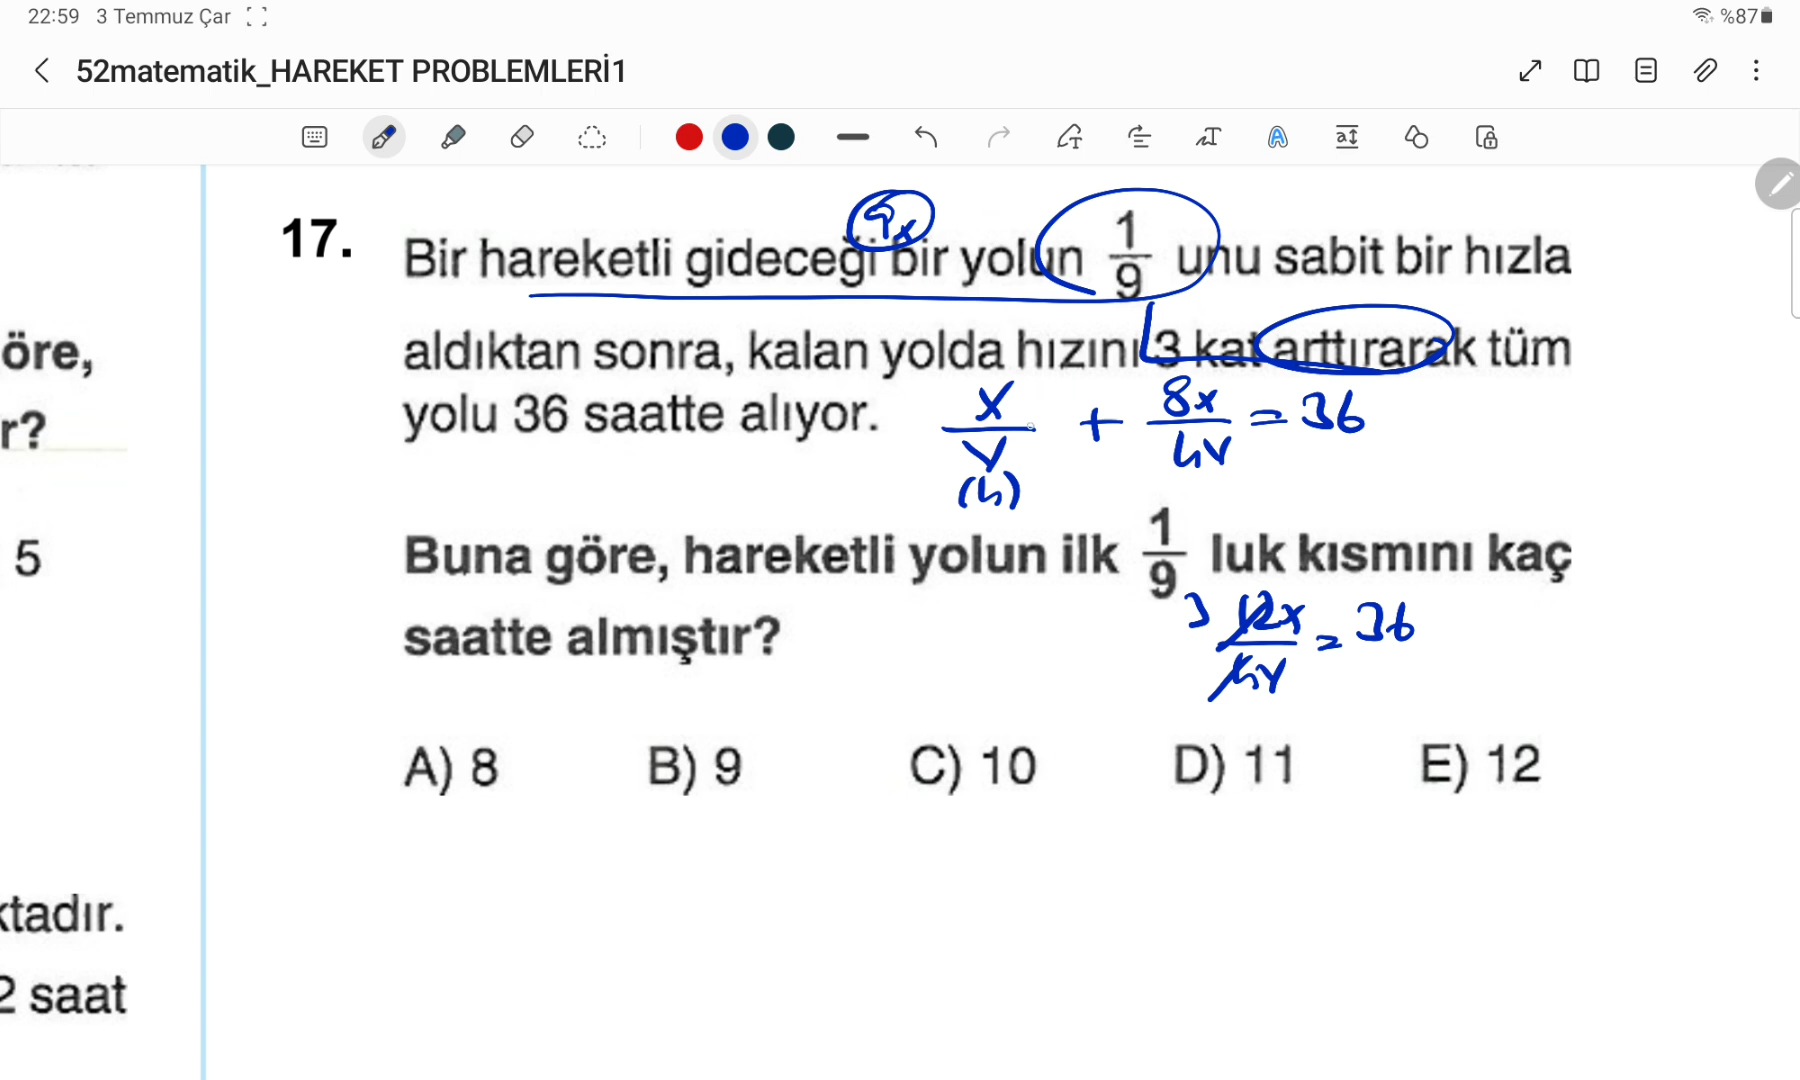 22:59 3 Temmuz Çar %87
52matematik_HAREKET PROBLEMLERİ1
17. Bir hareketli gideceği bir yolun 1/9 unu sabit bir hızla
9x
aldıktan sonra, kalan yolda hızını 3 kat arttırarak tüm
yolu 36 saatte alıyor.
x/v + 8x/4v = 36
(4)
Buna göre, hareketli yolun ilk 1/9 luk kısmını kaç
saatte almıştır?
3 12x/4v = 36
A) 8 B) 9 C) 10 D) 11 E) 12
öre,
r?
5
ktadır.
2 saat